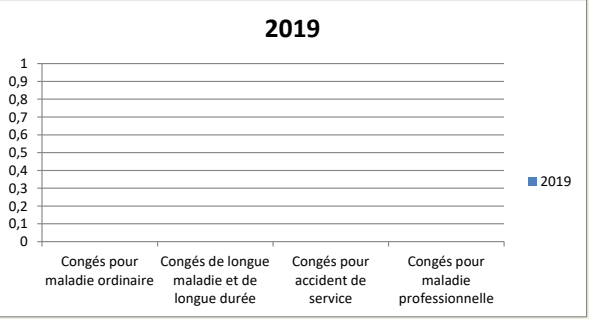 2019
1
0,9
0,8
0,7
0,6
0,5
0,4
0,3
0,2
0,1
0
Congés pour
maladie ordinaire
Congés de longue
maladie et de
longue durée
Congés pour
accident de
service
Congés pour
maladie
professionnelle
2019